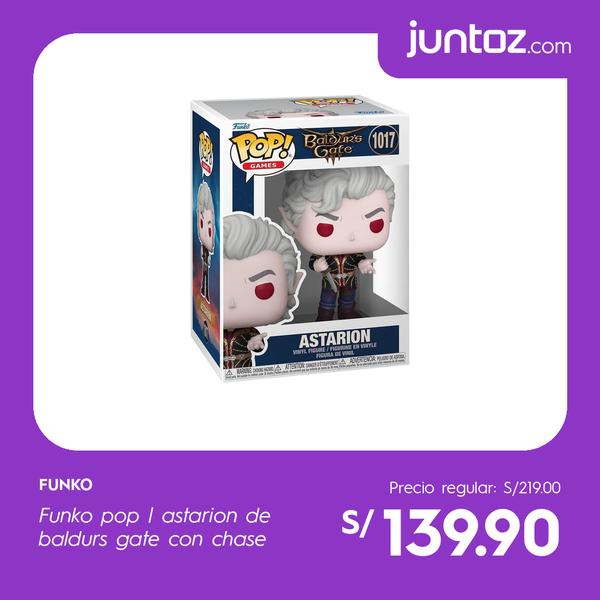 juntoz.com
Funko
POP!
GAMES
BALDUR'S
GATE
1017
ASTARION
VINYL FIGURE / FIGURINE EN VINYLE
FIGURA DE VINIL
FUNKO
Funko pop | astarion de
baldurs gate con chase
Precio regular: S/219.00
S/139.90